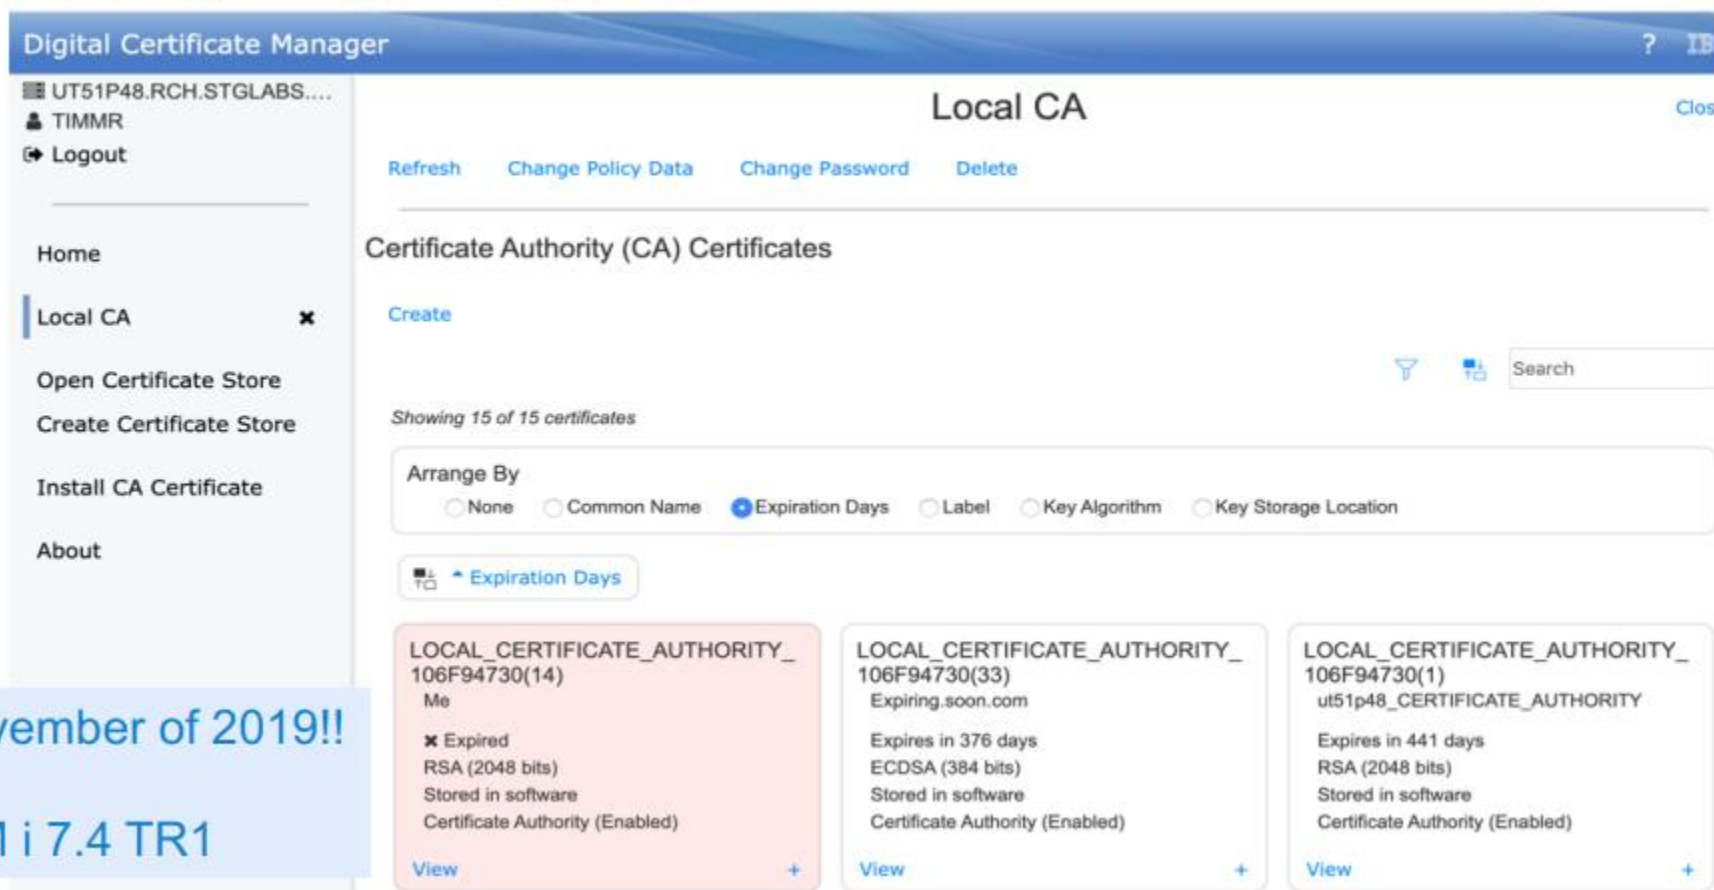 Digital Certificate Manager
?
UT51P48.RCH.STGLABS....
TIMMR
Logout
Home
Local CA
Open Certificate Store
Create Certificate Store
Install CA Certificate
About
Local CA
Clos
Refresh Change Policy Data Change Password Delete
Certificate Authority (CA) Certificates
Create
Search
Showing 15 of 15 certificates
Arrange By
None Common Name Expiration Days Label Key Algorithm Key Storage Location
Expiration Days
LOCAL_CERTIFICATE_AUTHORITY_
106F94730(14)
Me
Expired
RSA (2048 bits)
Stored in software
Certificate Authority (Enabled)
View +
LOCAL_CERTIFICATE_AUTHORITY_
106F94730(33)
Expiring.soon.com
Expires in 376 days
ECDSA (384 bits)
Stored in software
Certificate Authority (Enabled)
View +
LOCAL_CERTIFICATE_AUTHORITY_
106F94730(1)
ut51p48_CERTIFICATE_AUTHORITY
Expires in 441 days
RSA (2048 bits)
Stored in software
Certificate Authority (Enabled)
View +
vember of 2019!!
i 7.4 TR1